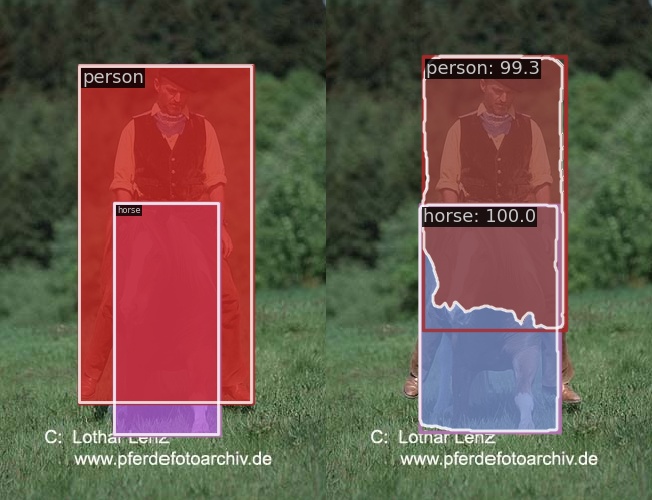 person
horse
C: Lothar Lenz
www.pferdefotoarchiv.de
person: 99.3
horse: 100.0
C: Lothar Lenz
www.pferdefotoarchiv.de